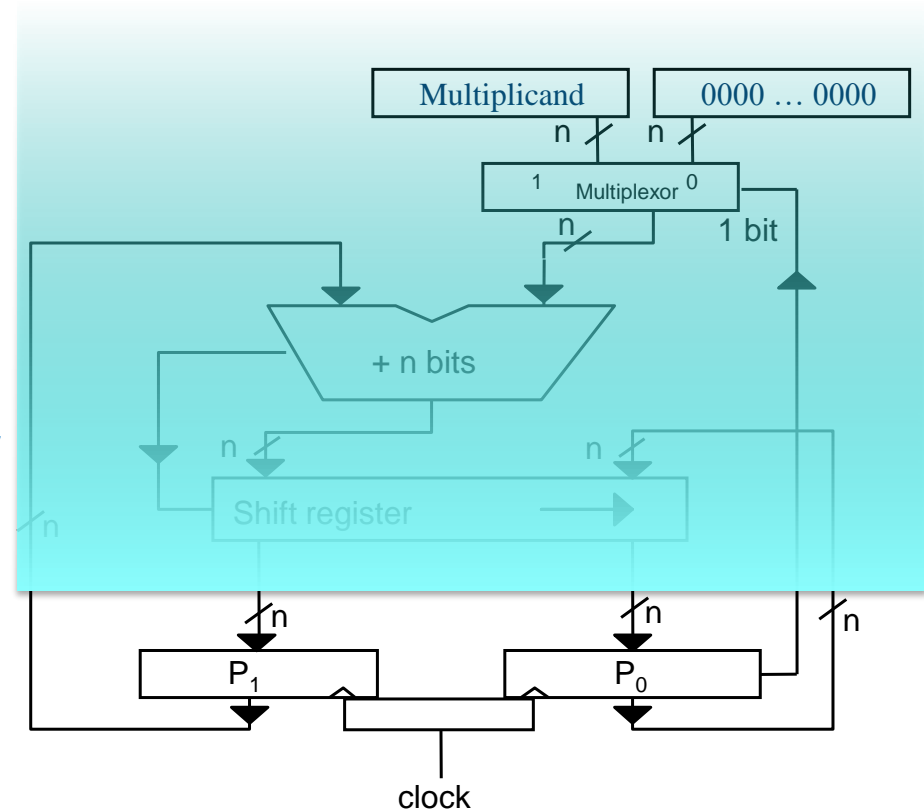 Multiplicand 0000 … 0000
n n
1 Multiplexor 0
n 1 bit
+ n bits
n n
Shift register
n
n n n
P1 P0
clock